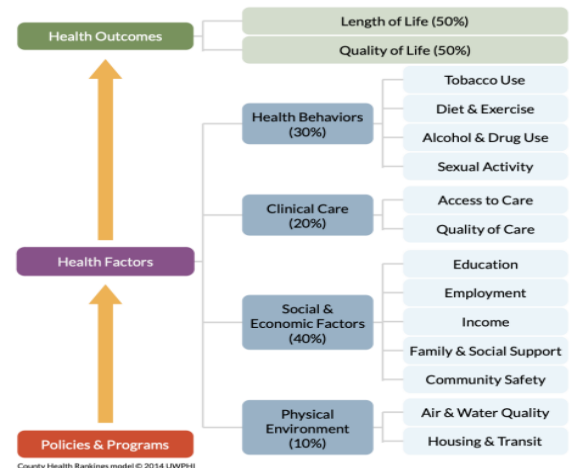 Health Outcomes
Length of Life (50%)
Quality of Life (50%)
Health Factors
Health Behaviors
(30%)
Tobacco Use
Diet & Exercise
Alcohol & Drug Use
Sexual Activity
Clinical Care
(20%)
Access to Care
Quality of Care
Social &
Economic Factors
(40%)
Education
Employment
Income
Family & Social Support
Community Safety
Physical
Environment
(10%)
Air & Water Quality
Housing & Transit
Policies & Programs
County Health Rankings model © 2014 UWPHI